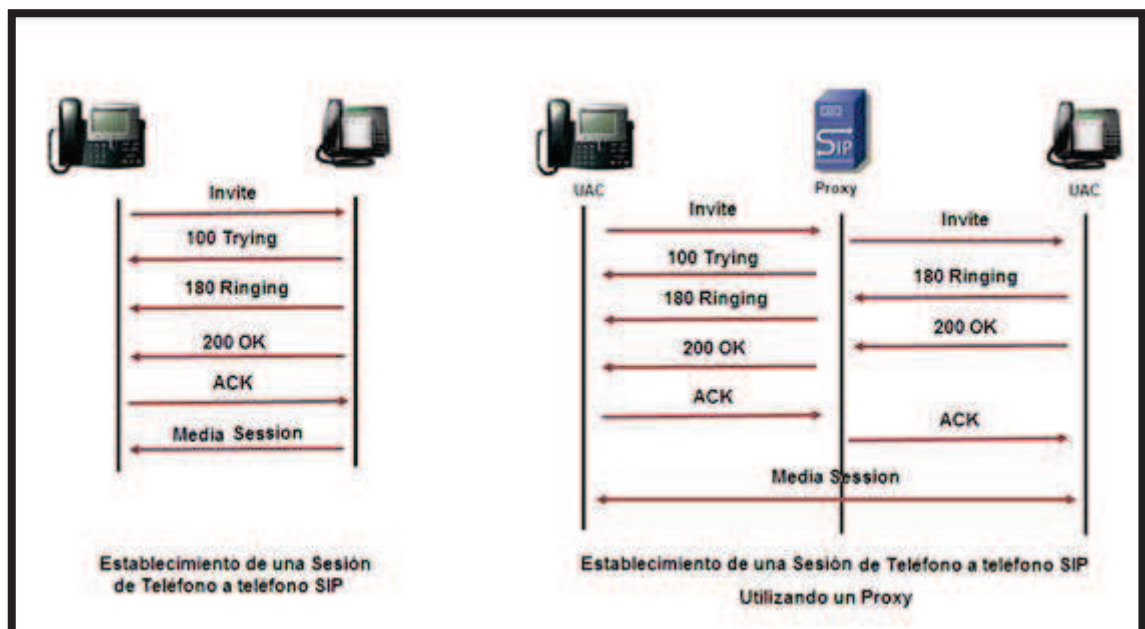 Invite
100 Trying
180 Ringing
200 OK
ACK
Media Session
Establecimiento de una Sesión
de Teléfono a teléfono SIP
SIP
UAC
Proxy
UAC
Invite
Invite
100 Trying
180 Ringing
180 Ringing
200 OK
200 OK
ACK
ACK
Media Session
Establecimiento de una Sesión de Teléfono a teléfono SIP
Utilizando un Proxy